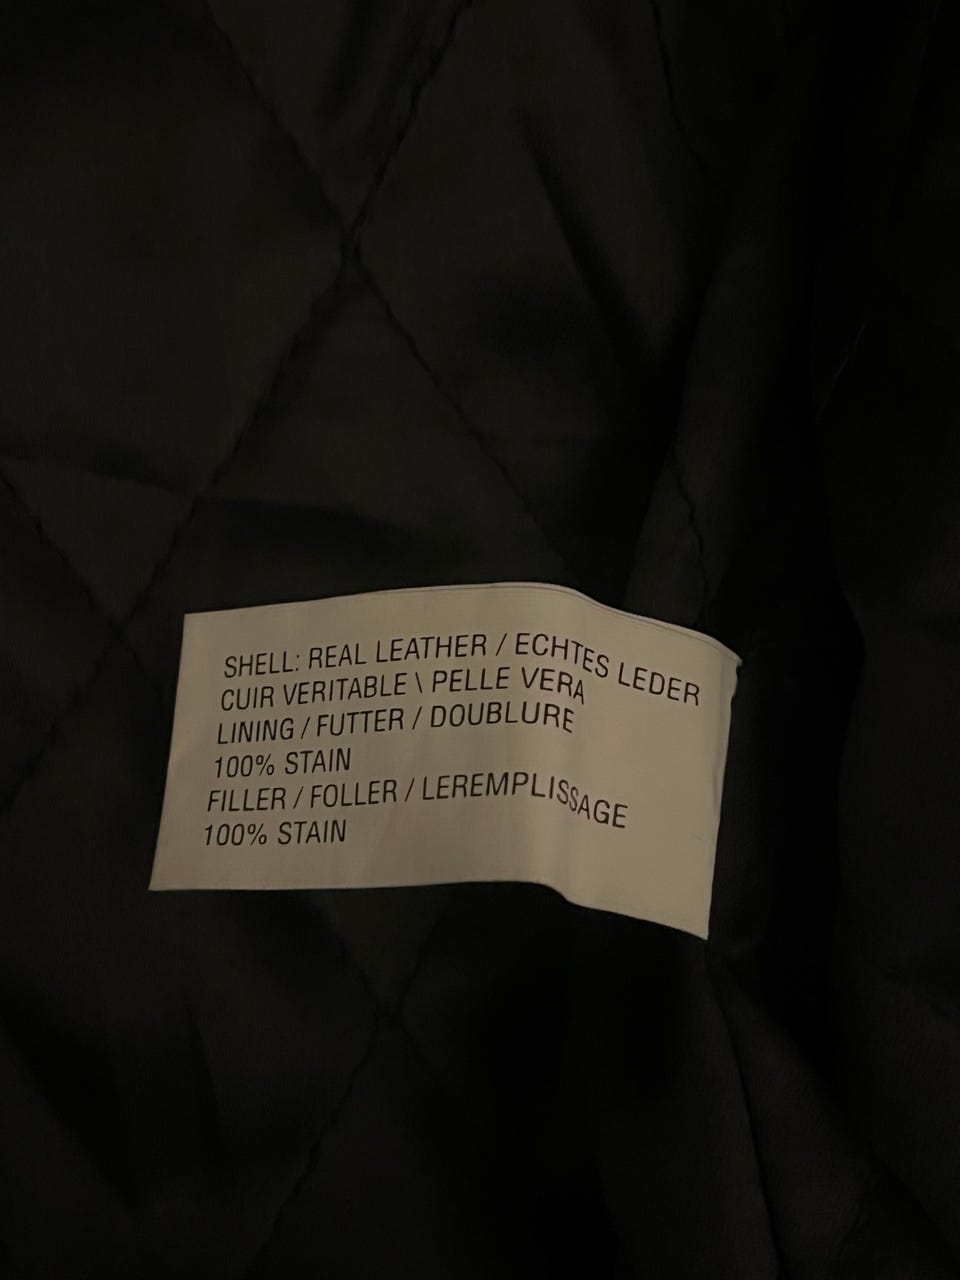 SHELL: REAL LEATHER / ECHTES LEDER
CUIR VERITABLE \ PELLE VERA
LINING / FUTTER / DOUBLURE
100% STAIN
FILLER / FOLLER / LEREMPLISSAGE
100% STAIN